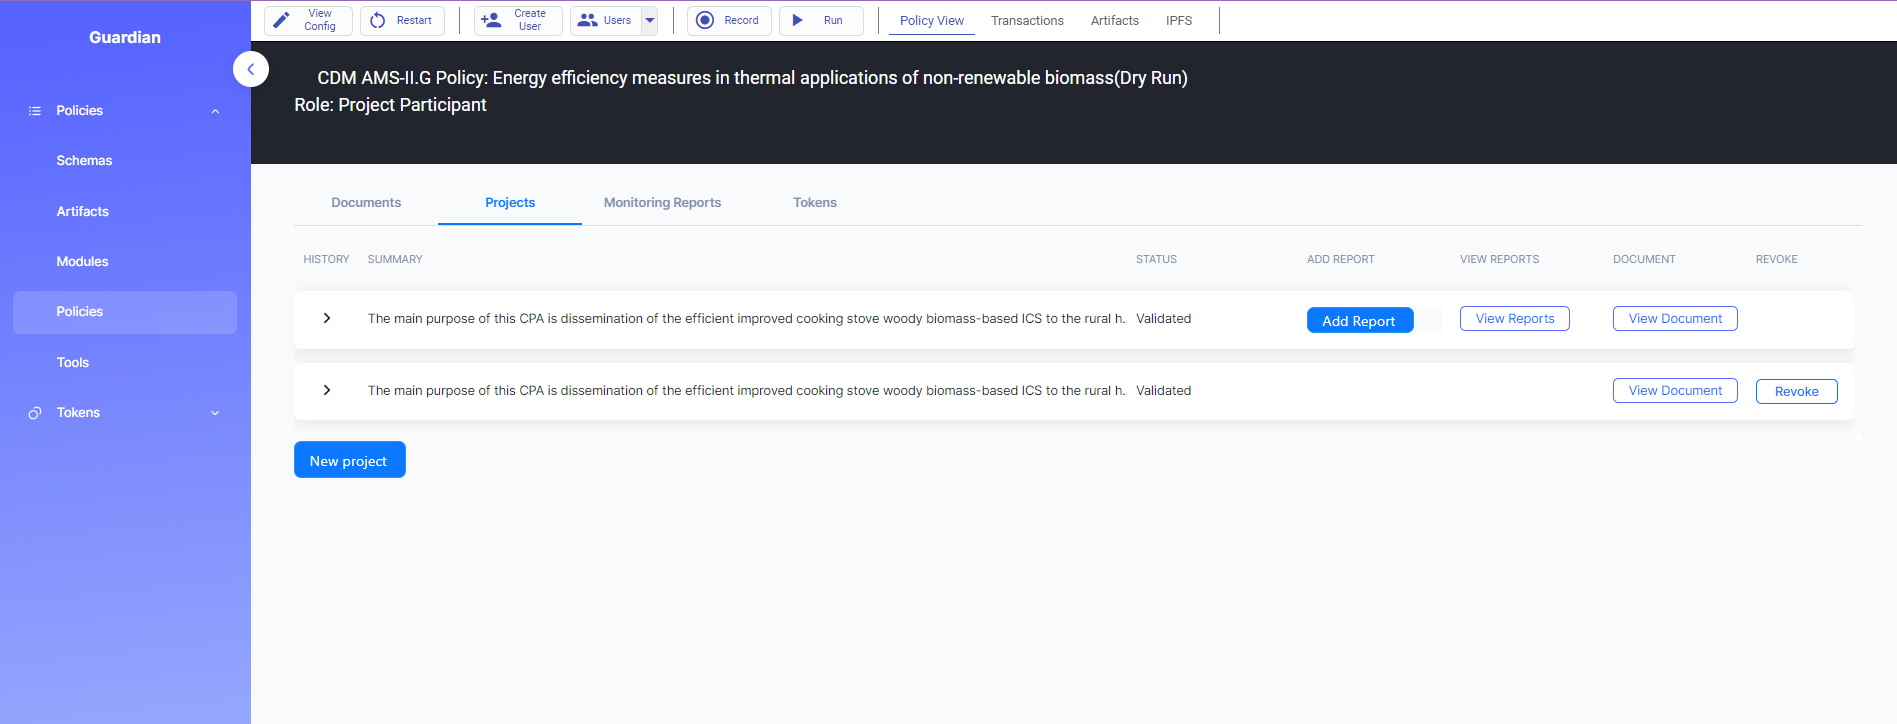 Guardian
Policies
Schemas
Artifacts
Modules
Policies
Tools
Tokens
View Config
Restart
Create User
Users
Record
Run
Policy View
Transactions
Artifacts
IPFS
CDM AMS-II.G Policy: Energy efficiency measures in thermal applications of non-renewable biomass(Dry Run)
Role: Project Participant
Documents
Projects
Monitoring Reports
Tokens
HISTORY SUMMARY STATUS ADD REPORT VIEW REPORTS DOCUMENT REVOKE
The main purpose of this CPA is dissemination of the efficient improved cooking stove woody biomass-based ICS to the rural h.. Validated Add Report View Reports View Document
The main purpose of this CPA is dissemination of the efficient improved cooking stove woody biomass-based ICS to the rural h.. Validated View Document Revoke
New project